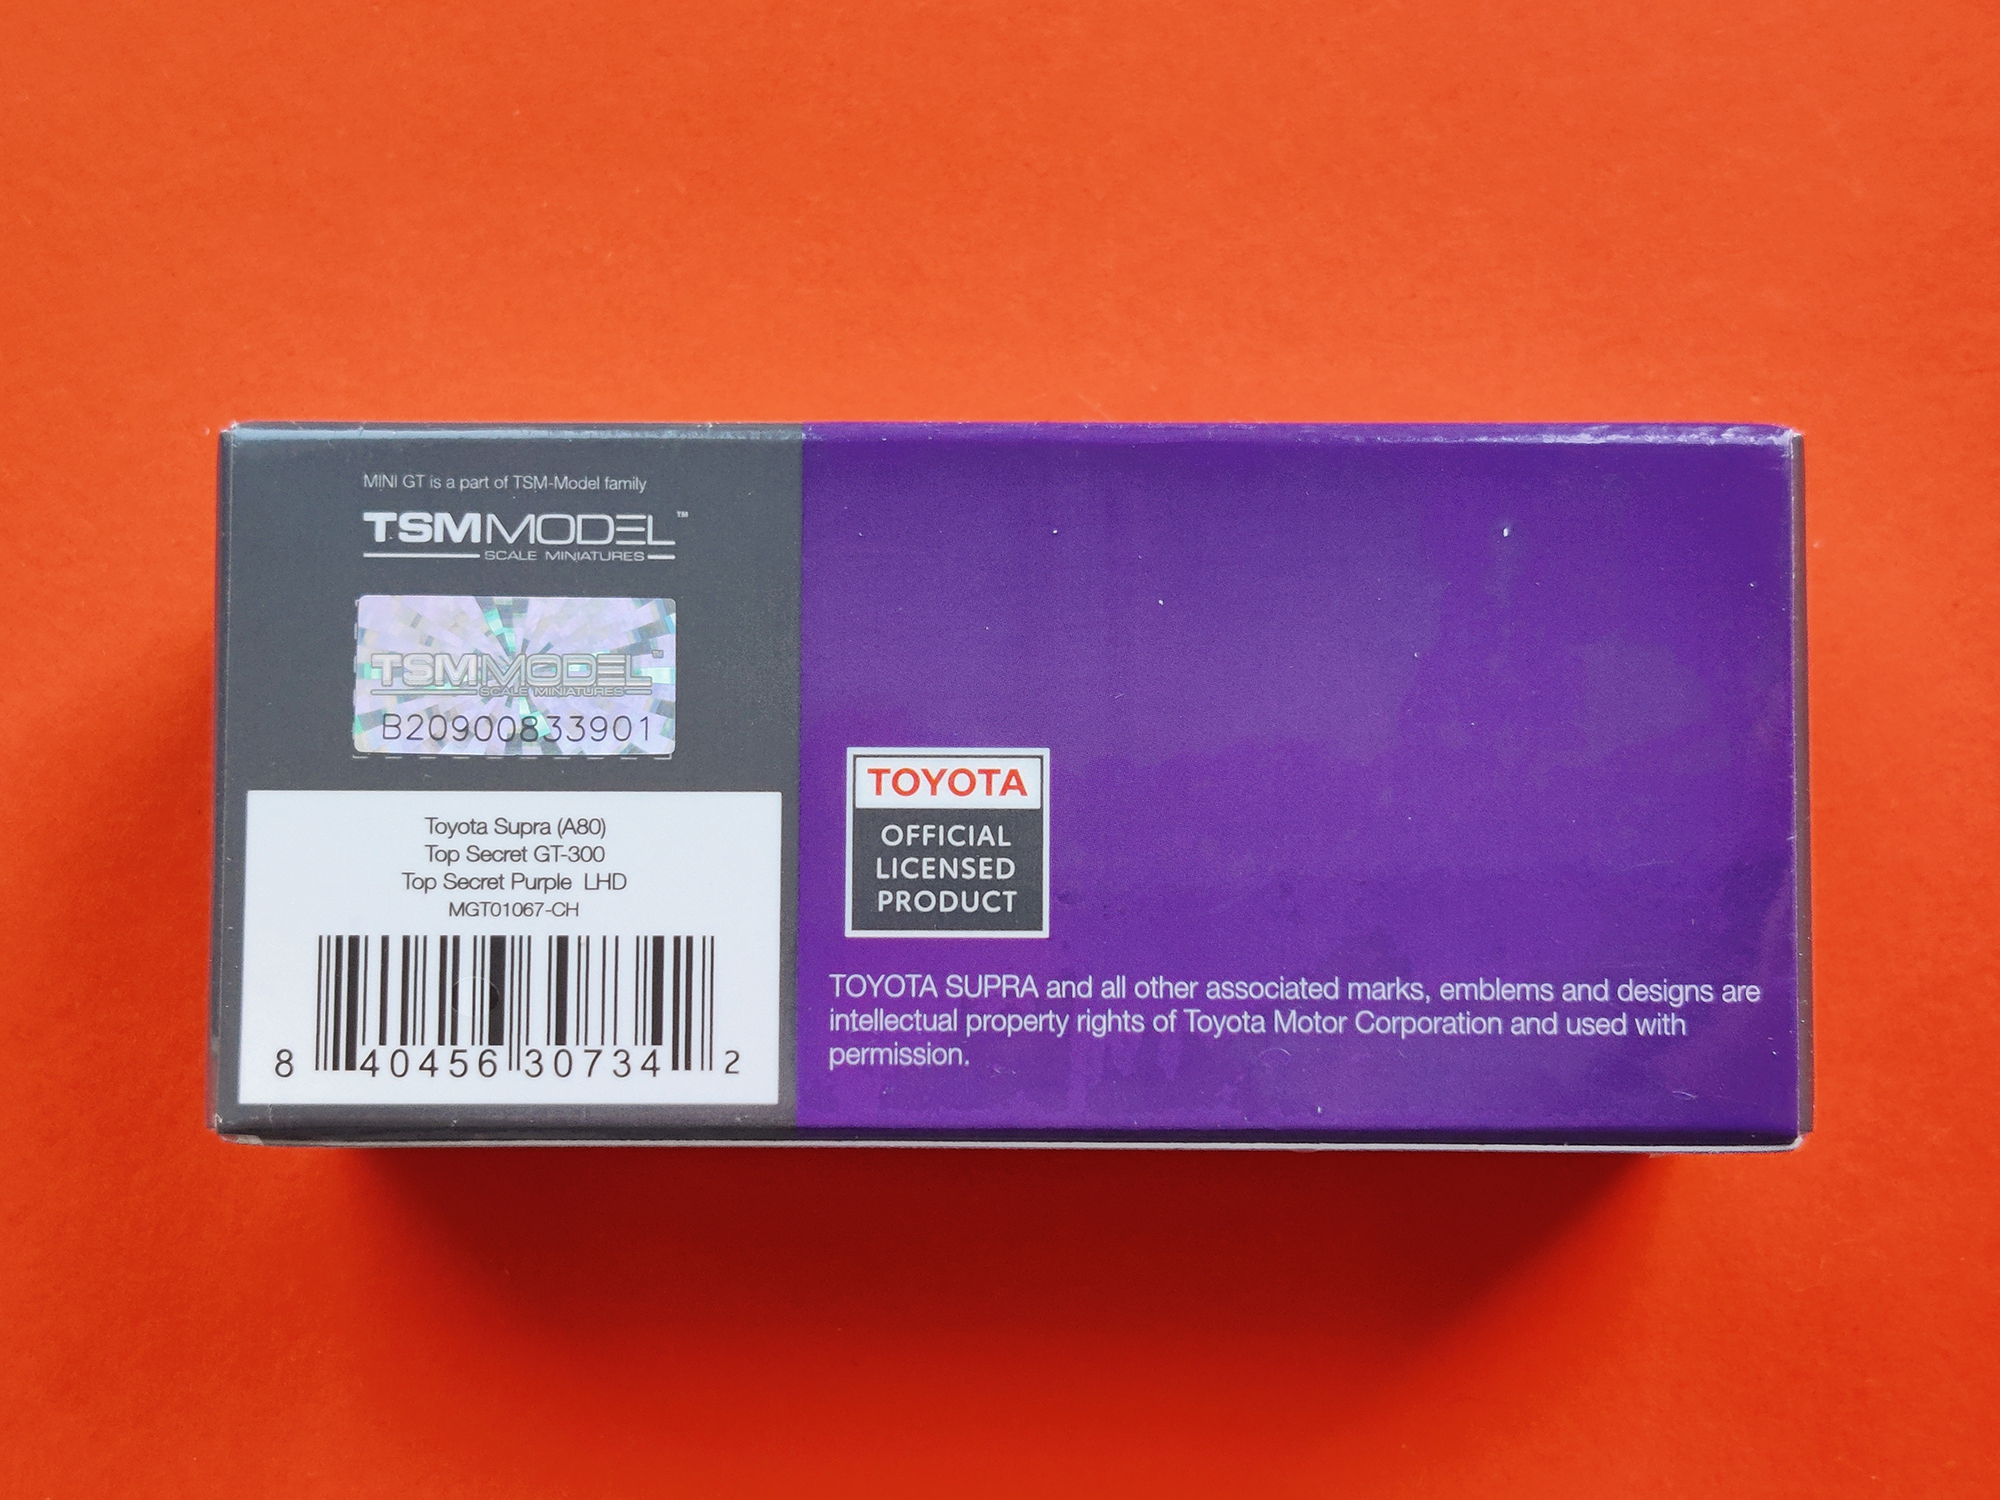 MINI GT is a part of TSM-Model family
TSMMODEL™
SCALE MINIATURES
TSMMODEL™
SCALE MINIATURES
B20900833901
Toyota Supra (A80)
Top Secret GT-300
Top Secret Purple LHD
MGT01067-CH
8 40456 30734 2
TOYOTA
OFFICIAL
LICENSED
PRODUCT
TOYOTA SUPRA and all other associated marks, emblems and designs are
intellectual property rights of Toyota Motor Corporation and used with
permission.